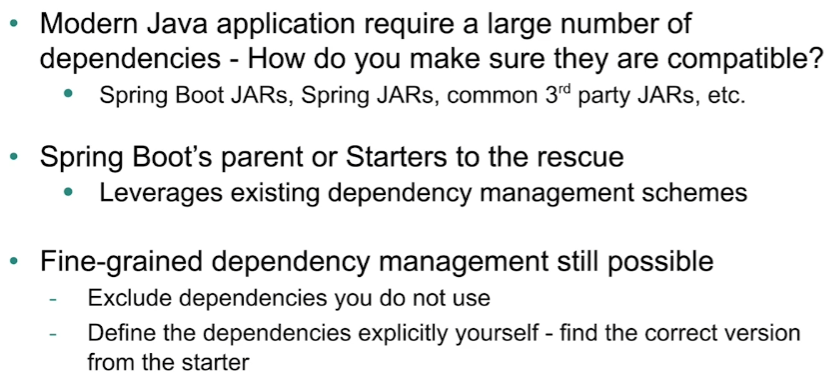 • Modern Java application require a large number of
dependencies - How do you make sure they are compatible?
• Spring Boot JARs, Spring JARs, common 3rd party JARs, etc.
• Spring Boot’s parent or Starters to the rescue
• Leverages existing dependency management schemes
• Fine-grained dependency management still possible
- Exclude dependencies you do not use
- Define the dependencies explicitly yourself - find the correct version
from the starter